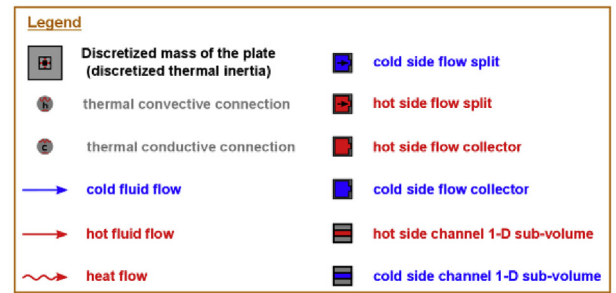 Legend
Discretized mass of the plate
(discretized thermal inertia)
h
thermal convective connection
c
thermal conductive connection
cold fluid flow
hot fluid flow
heat flow
cold side flow split
hot side flow split
hot side flow collector
cold side flow collector
hot side channel 1-D sub-volume
cold side channel 1-D sub-volume